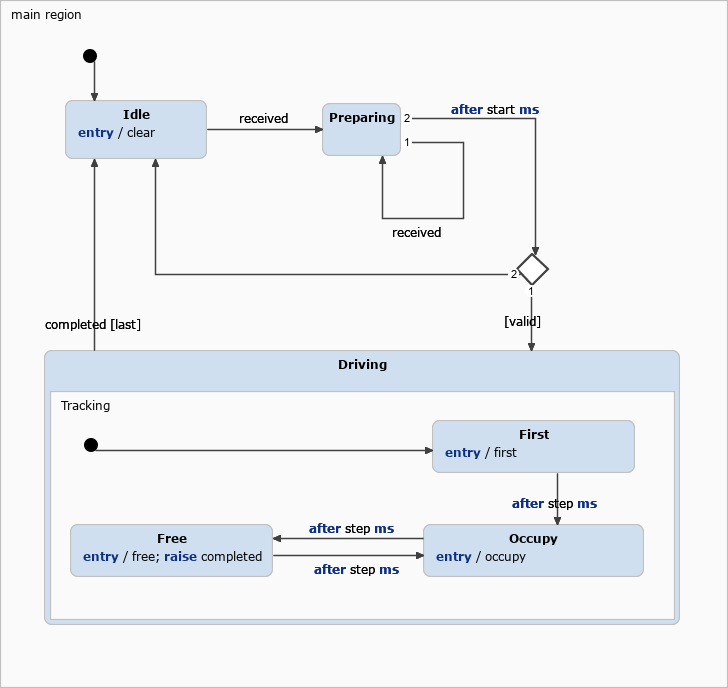 main region
Idle
entry / clear
received
Preparing
2
after start ms
1
received
2
1
completed [last]
[valid]
Driving
Tracking
First
entry / first
after step ms
after step ms
Free
entry / free; raise completed
Occupy
entry / occupy
after step ms